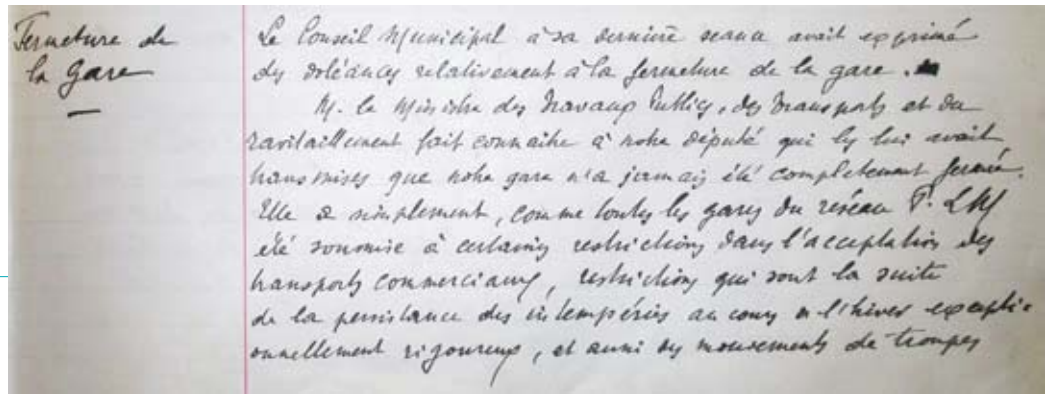 Fermeture de
la Gare
Le Conseil Municipal à sa dernière séance avait exprimé
des doléances relativement à la fermeture de la gare.
M. le Ministre des Travaux Publics, des Transports et du
ravitaillement fait connaitre à notre député qui les lui avait
transmises que notre gare n'a jamais été complètement fermée.
Elle a simplement, comme toutes les gares du réseau P. LM
été soumise à certaines restrictions dans l'acceptation des
transports commerciaux, restrictions qui sont la suite
de la persistance des intempéries au cours de l'hiver excepti-
onnellement rigoureux, et aussi des mouvements de troupes